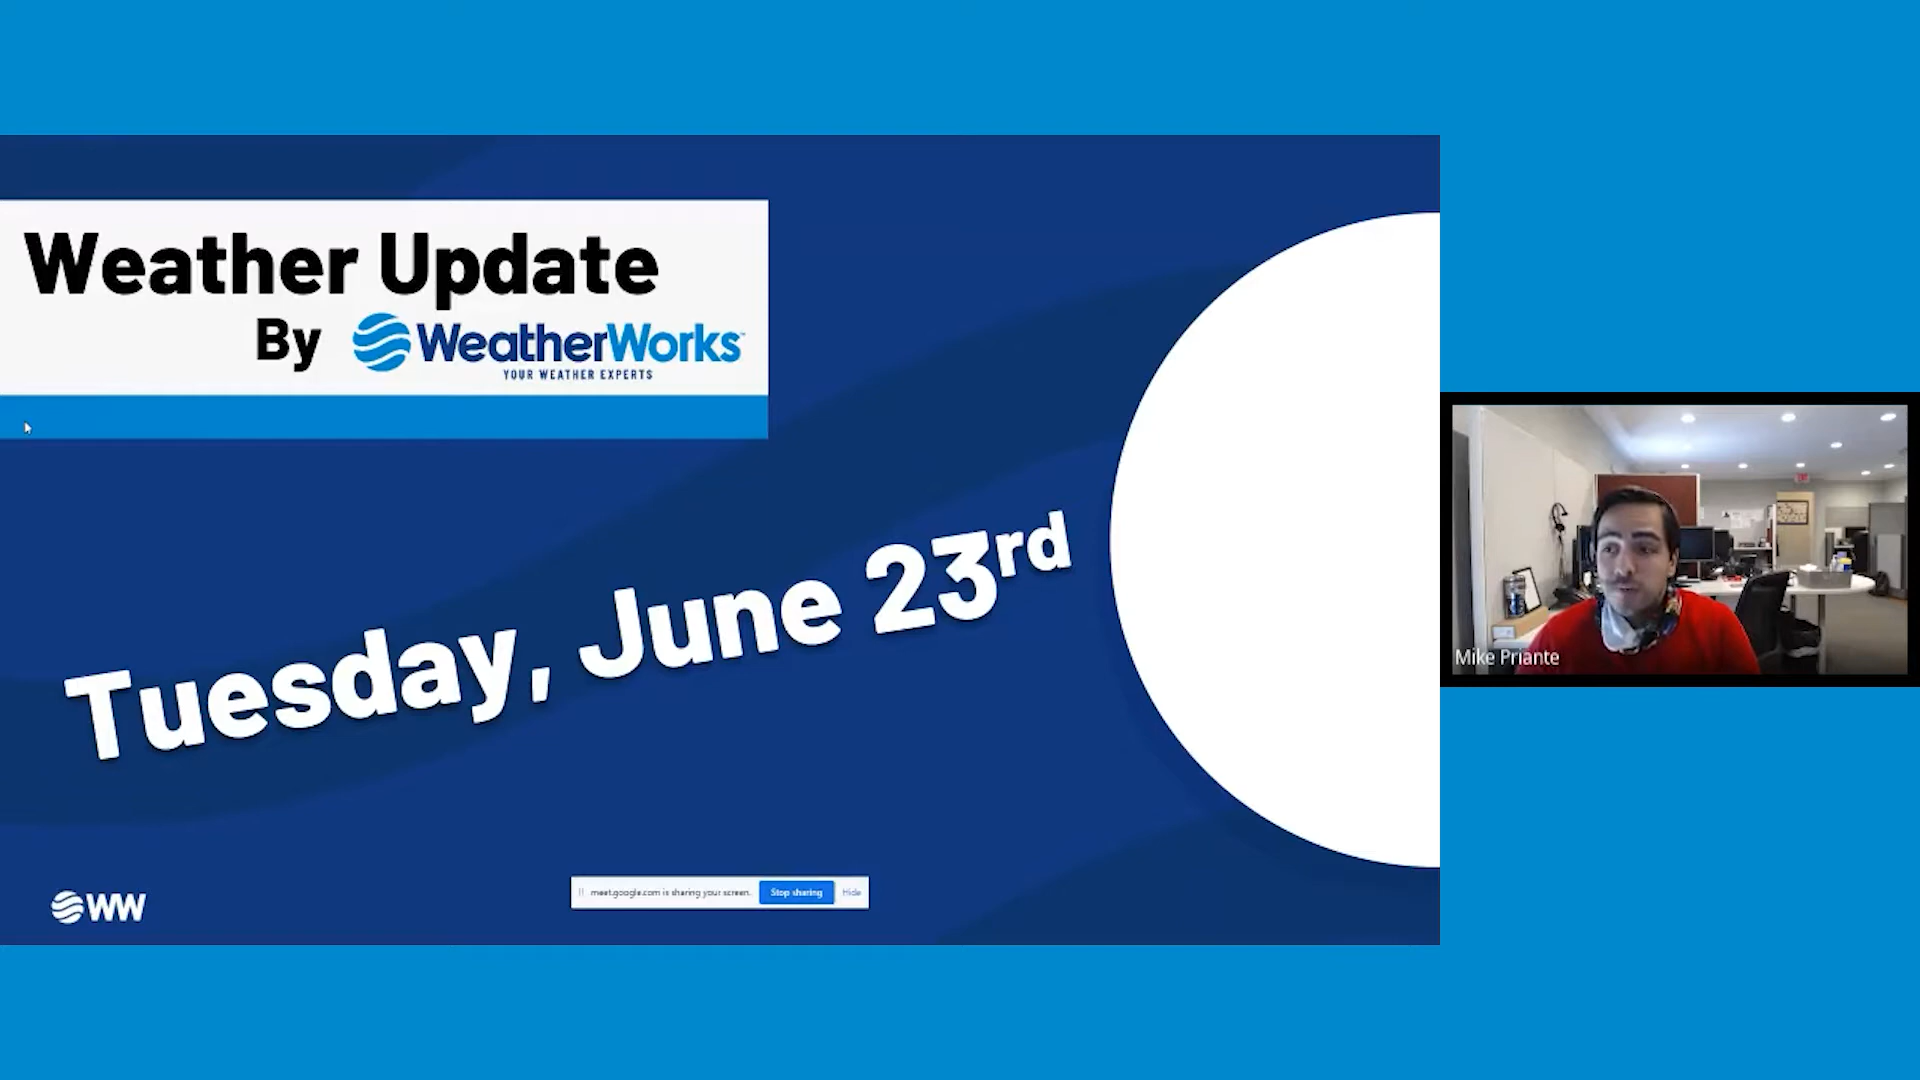 Weather Update
By WeatherWorks™
YOUR WEATHER EXPERTS
Tuesday, June 23rd
WW
meet.google.com is sharing your screen.
Stop sharing
Hide
Mike Priante